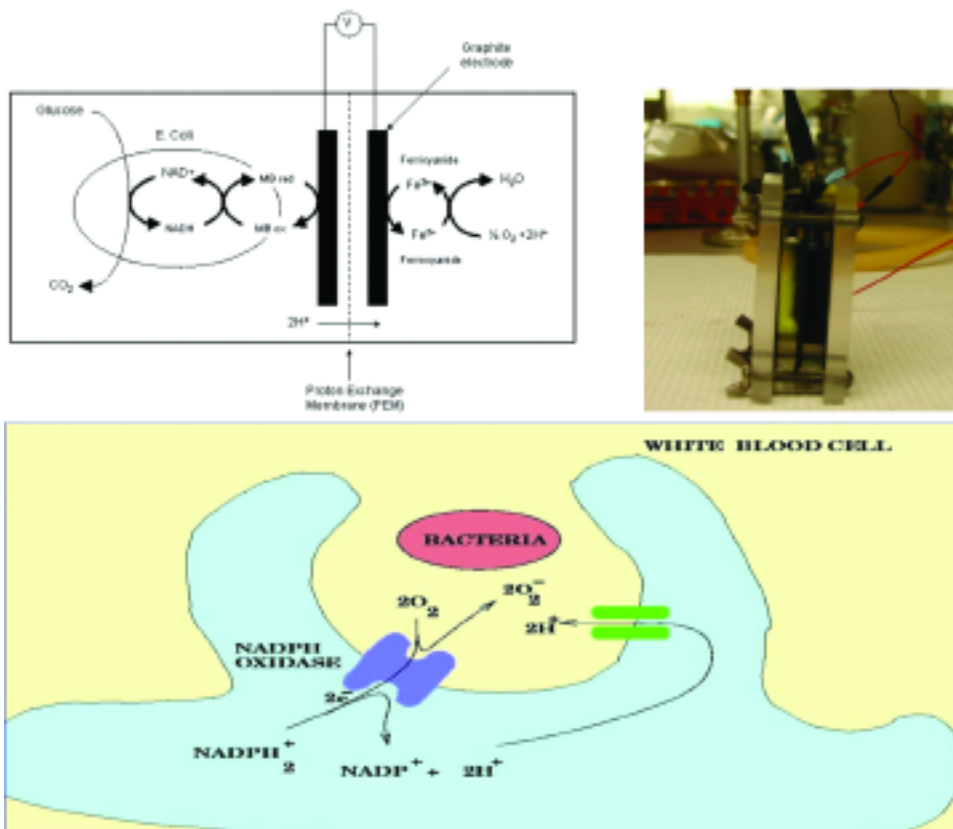 V
Graphite
electrode
Glucose
E. Coli
NAD+
MB red
NADH
MB ox
CO₂
Ferricyanide
Fe³⁺
H₂O
½ O₂ +2H⁺
2H⁺
Proton Exchange
Membrane (PEM)
WHITE BLOOD CELL
BACTERIA
2O₂
2O₂⁻
2H⁺
NADPH
OXIDASE
2e⁻
NADPH₂⁺
NADP⁺ + 2H⁺